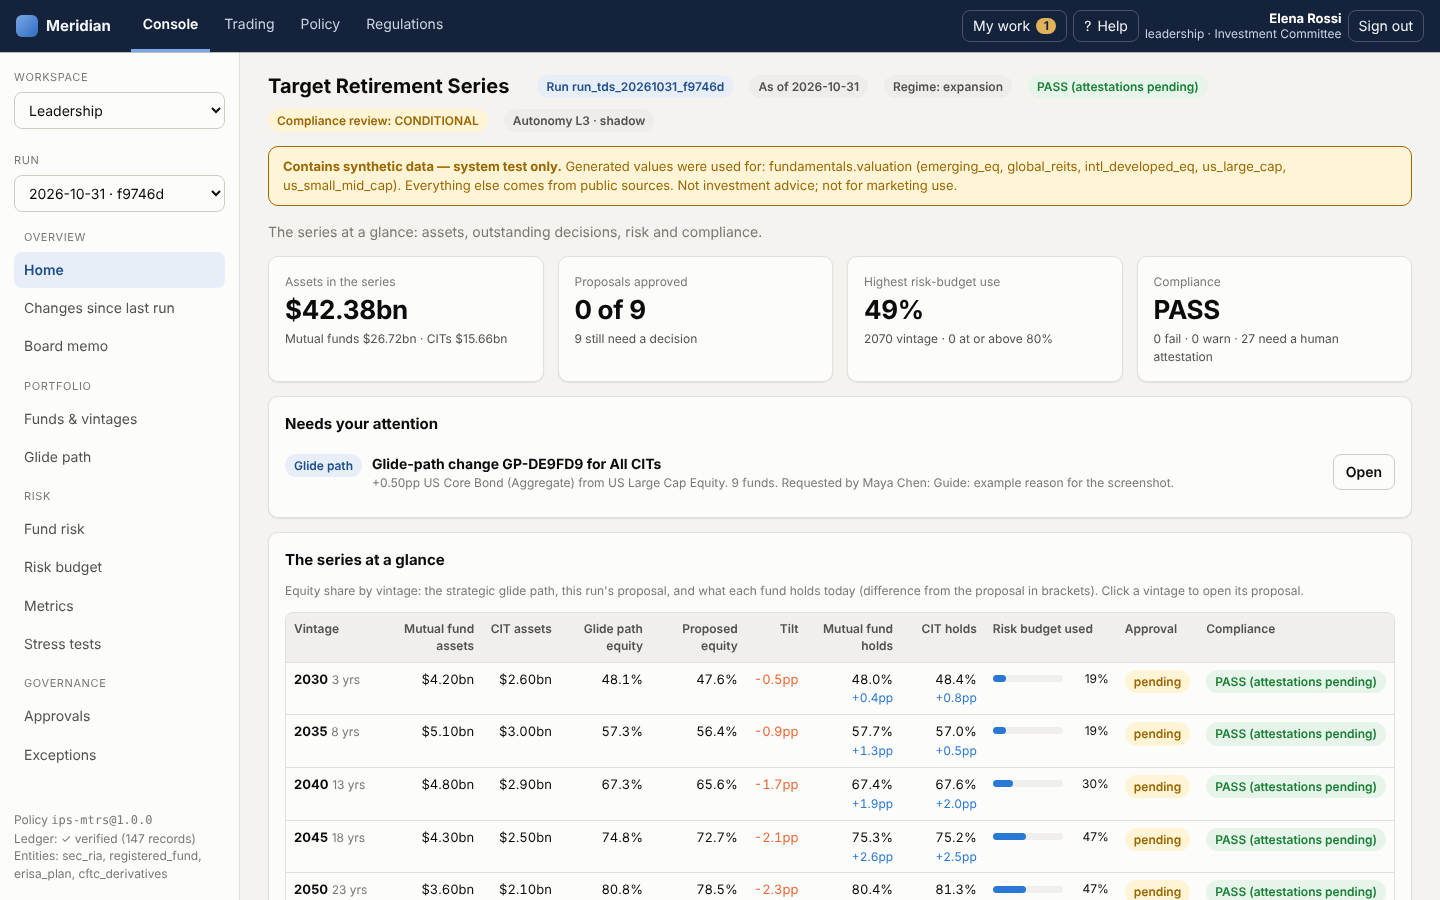 Meridian
Console
Trading
Policy
Regulations
My work 1
? Help
Elena Rossi
leadership · Investment Committee
Sign out
WORKSPACE
Leadership
RUN
2026-10-31 · f9746d
OVERVIEW
Home
Changes since last run
Board memo
PORTFOLIO
Funds & vintages
Glide path
RISK
Fund risk
Risk budget
Metrics
Stress tests
GOVERNANCE
Approvals
Exceptions
Policy ips-mtrs@1.0.0
Ledger: ✓ verified (147 records)
Entities: sec_ria, registered_fund,
erisa_plan, cftc_derivatives
Target Retirement Series
Run run_tds_20261031_f9746d
As of 2026-10-31
Regime: expansion
PASS (attestations pending)
Compliance review: CONDITIONAL
Autonomy L3 · shadow
Contains synthetic data — system test only. Generated values were used for: fundamentals.valuation (emerging_eq, global_reits, intl_developed_eq, us_large_cap,
us_small_mid_cap). Everything else comes from public sources. Not investment advice; not for marketing use.
The series at a glance: assets, outstanding decisions, risk and compliance.
Assets in the series
$42.38bn
Mutual funds $26.72bn · CITs $15.66bn
Proposals approved
0 of 9
9 still need a decision
Highest risk-budget use
49%
2070 vintage · 0 at or above 80%
Compliance
PASS
0 fail · 0 warn · 27 need a human
attestation
Needs your attention
Glide path
Glide-path change GP-DE9FD9 for All CITs
+0.50pp US Core Bond (Aggregate) from US Large Cap Equity. 9 funds. Requested by Maya Chen: Guide: example reason for the screenshot.
Open
The series at a glance
Equity share by vintage: the strategic glide path, this run's proposal, and what each fund holds today (difference from the proposal in brackets). Click a vintage to open its proposal.
Vintage
Mutual fund
assets
CIT assets
Glide path
equity
Proposed
equity
Tilt
Mutual fund
holds
CIT holds
Risk budget used
Approval
Compliance
2030 3 yrs $4.20bn $2.60bn 48.1% 47.6% -0.5pp 48.0% 48.4% 19% pending PASS (attestations pending)
+0.4pp +0.8pp
2035 8 yrs $5.10bn $3.00bn 57.3% 56.4% -0.9pp 57.7% 57.0% 19% pending PASS (attestations pending)
+1.3pp +0.5pp
2040 13 yrs $4.80bn $2.90bn 67.3% 65.6% -1.7pp 67.4% 67.6% 30% pending PASS (attestations pending)
+1.9pp +2.0pp
2045 18 yrs $4.30bn $2.50bn 74.8% 72.7% -2.1pp 75.3% 75.2% 47% pending PASS (attestations pending)
+2.6pp +2.5pp
2050 23 yrs $3.60bn $2.10bn 80.8% 78.5% -2.3pp 80.4% 81.3% 47% pending PASS (attestations pending)